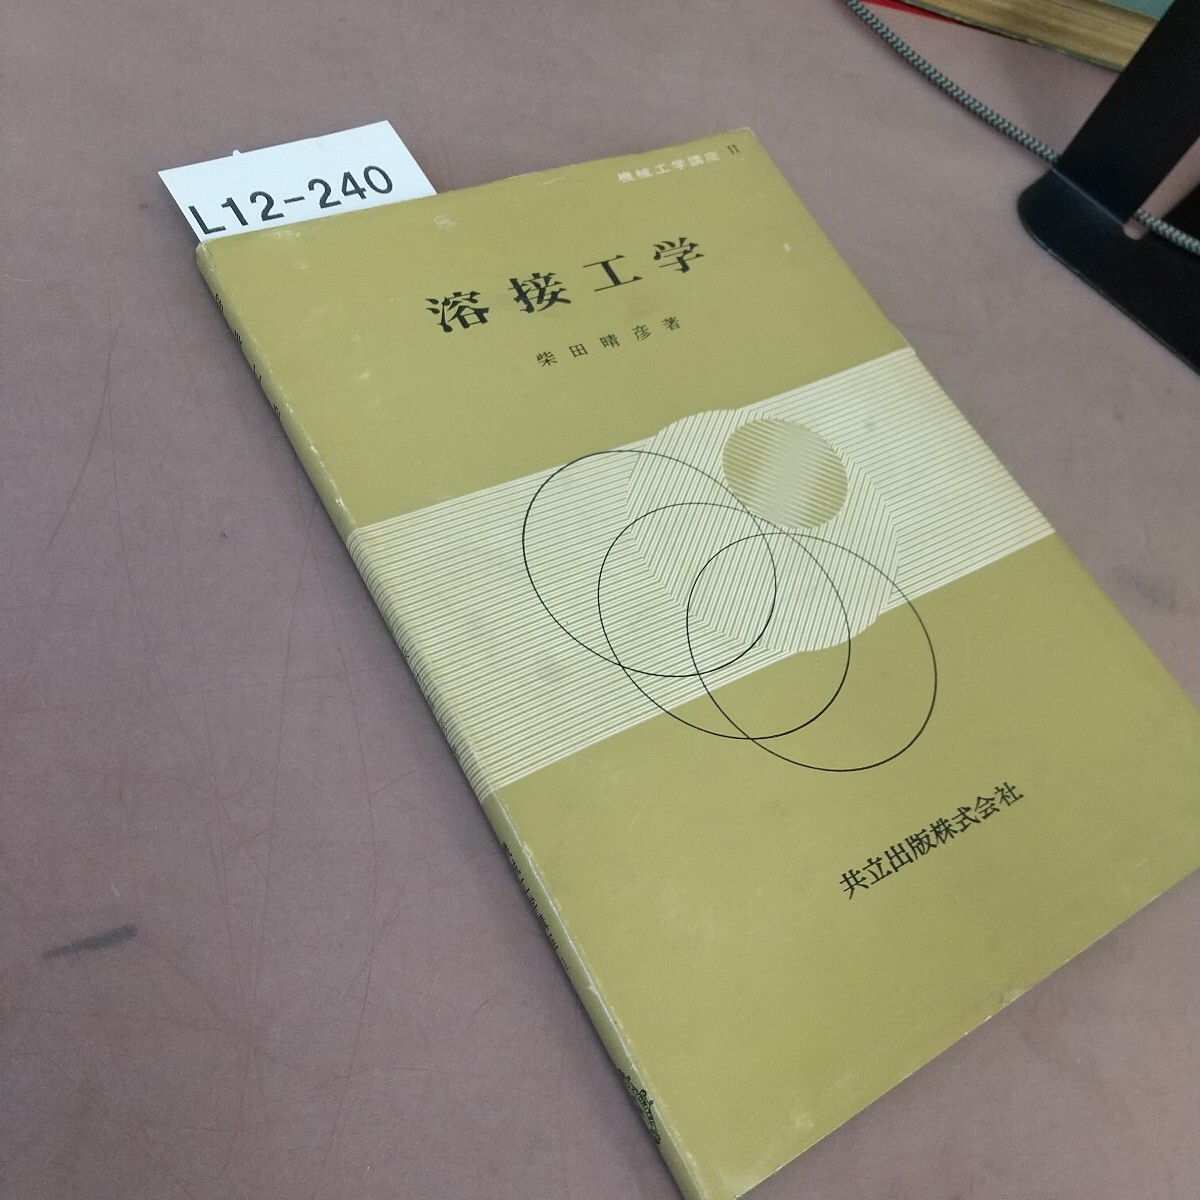 L12-240
機械工学講座 11
溶接工学
柴田晴彦著
共立出版株式会社